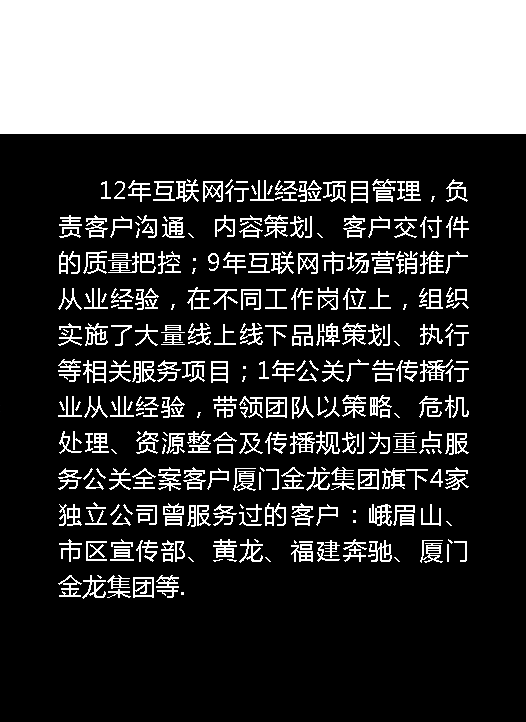 12年互联网行业经验项目管理，负
责客户沟通、内容策划、客户交付件
的质量把控；9年互联网市场营销推广
从业经验，在不同工作岗位上，组织
实施了大量线上线下品牌策划、执行
等相关服务项目；1年公关广告传播行
业从业经验，带领团队以策略、危机
处理、资源整合及传播规划为重点服
务公关全案客户厦门金龙集团旗下4家
独立公司曾服务过的客户：峨眉山、
市区宣传部、黄龙、福建奔驰、厦门
金龙集团等.